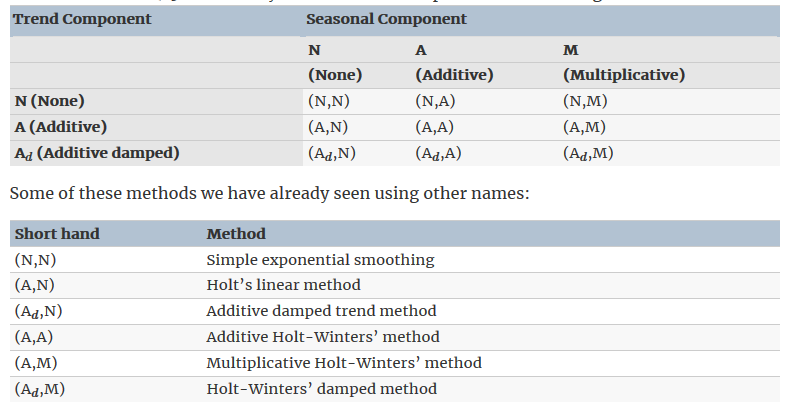 Trend Component Seasonal Component
N A M
(None) (Additive) (Multiplicative)
N (None) (N,N) (N,A) (N,M)
A (Additive) (A,N) (A,A) (A,M)
A_d (Additive damped) (A_d,N) (A_d,A) (A_d,M)
Some of these methods we have already seen using other names:
Short hand Method
(N,N) Simple exponential smoothing
(A,N) Holt’s linear method
(A_d,N) Additive damped trend method
(A,A) Additive Holt-Winters’ method
(A,M) Multiplicative Holt-Winters’ method
(A_d,M) Holt-Winters’ damped method